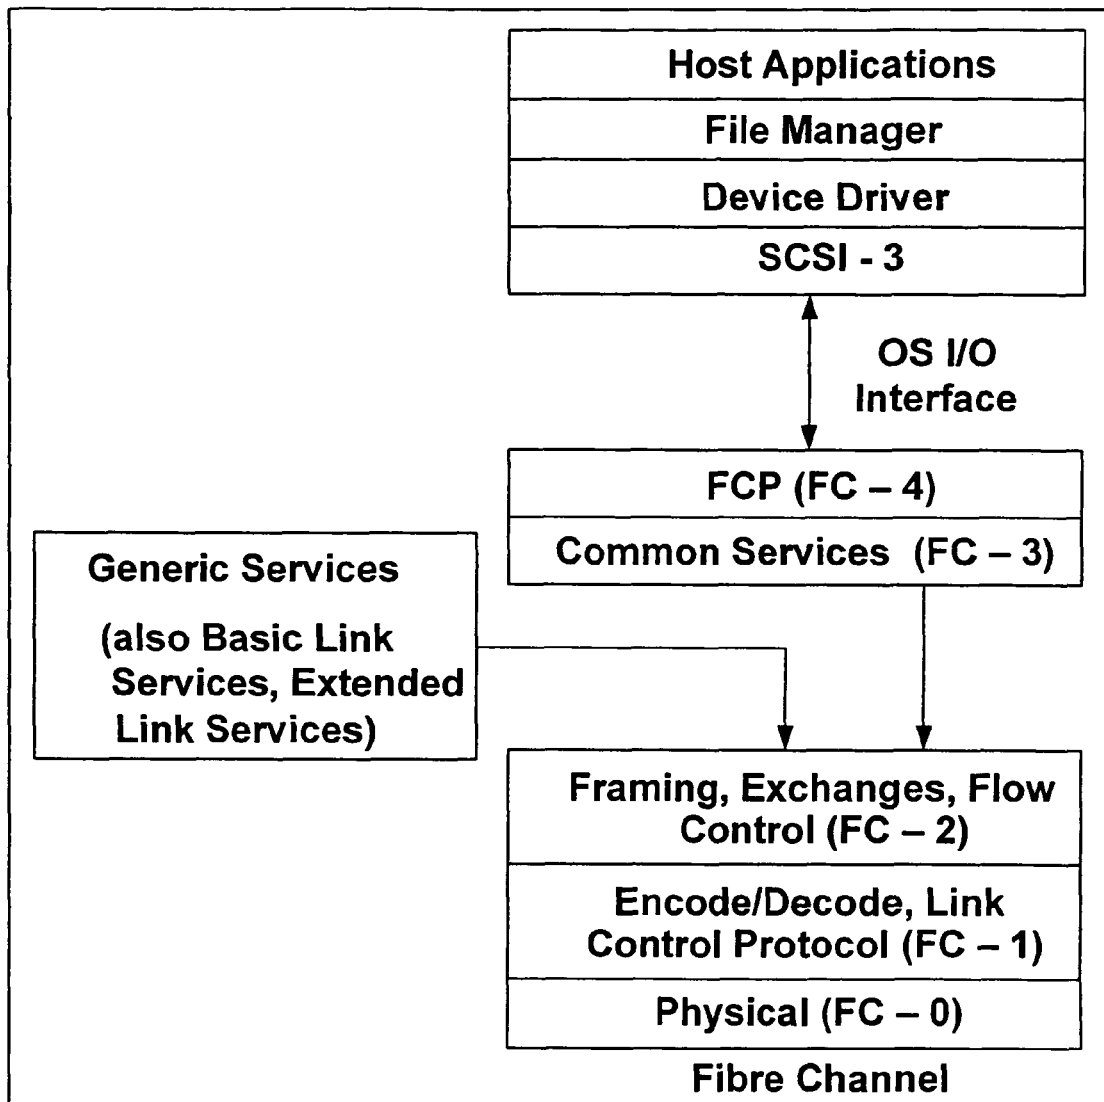 Host Applications
File Manager
Device Driver
SCSI - 3
OS I/O
Interface
FCP (FC – 4)
Common Services (FC – 3)
Generic Services
(also Basic Link
Services, Extended
Link Services)
Framing, Exchanges, Flow
Control (FC – 2)
Encode/Decode, Link
Control Protocol (FC – 1)
Physical (FC – 0)
Fibre Channel